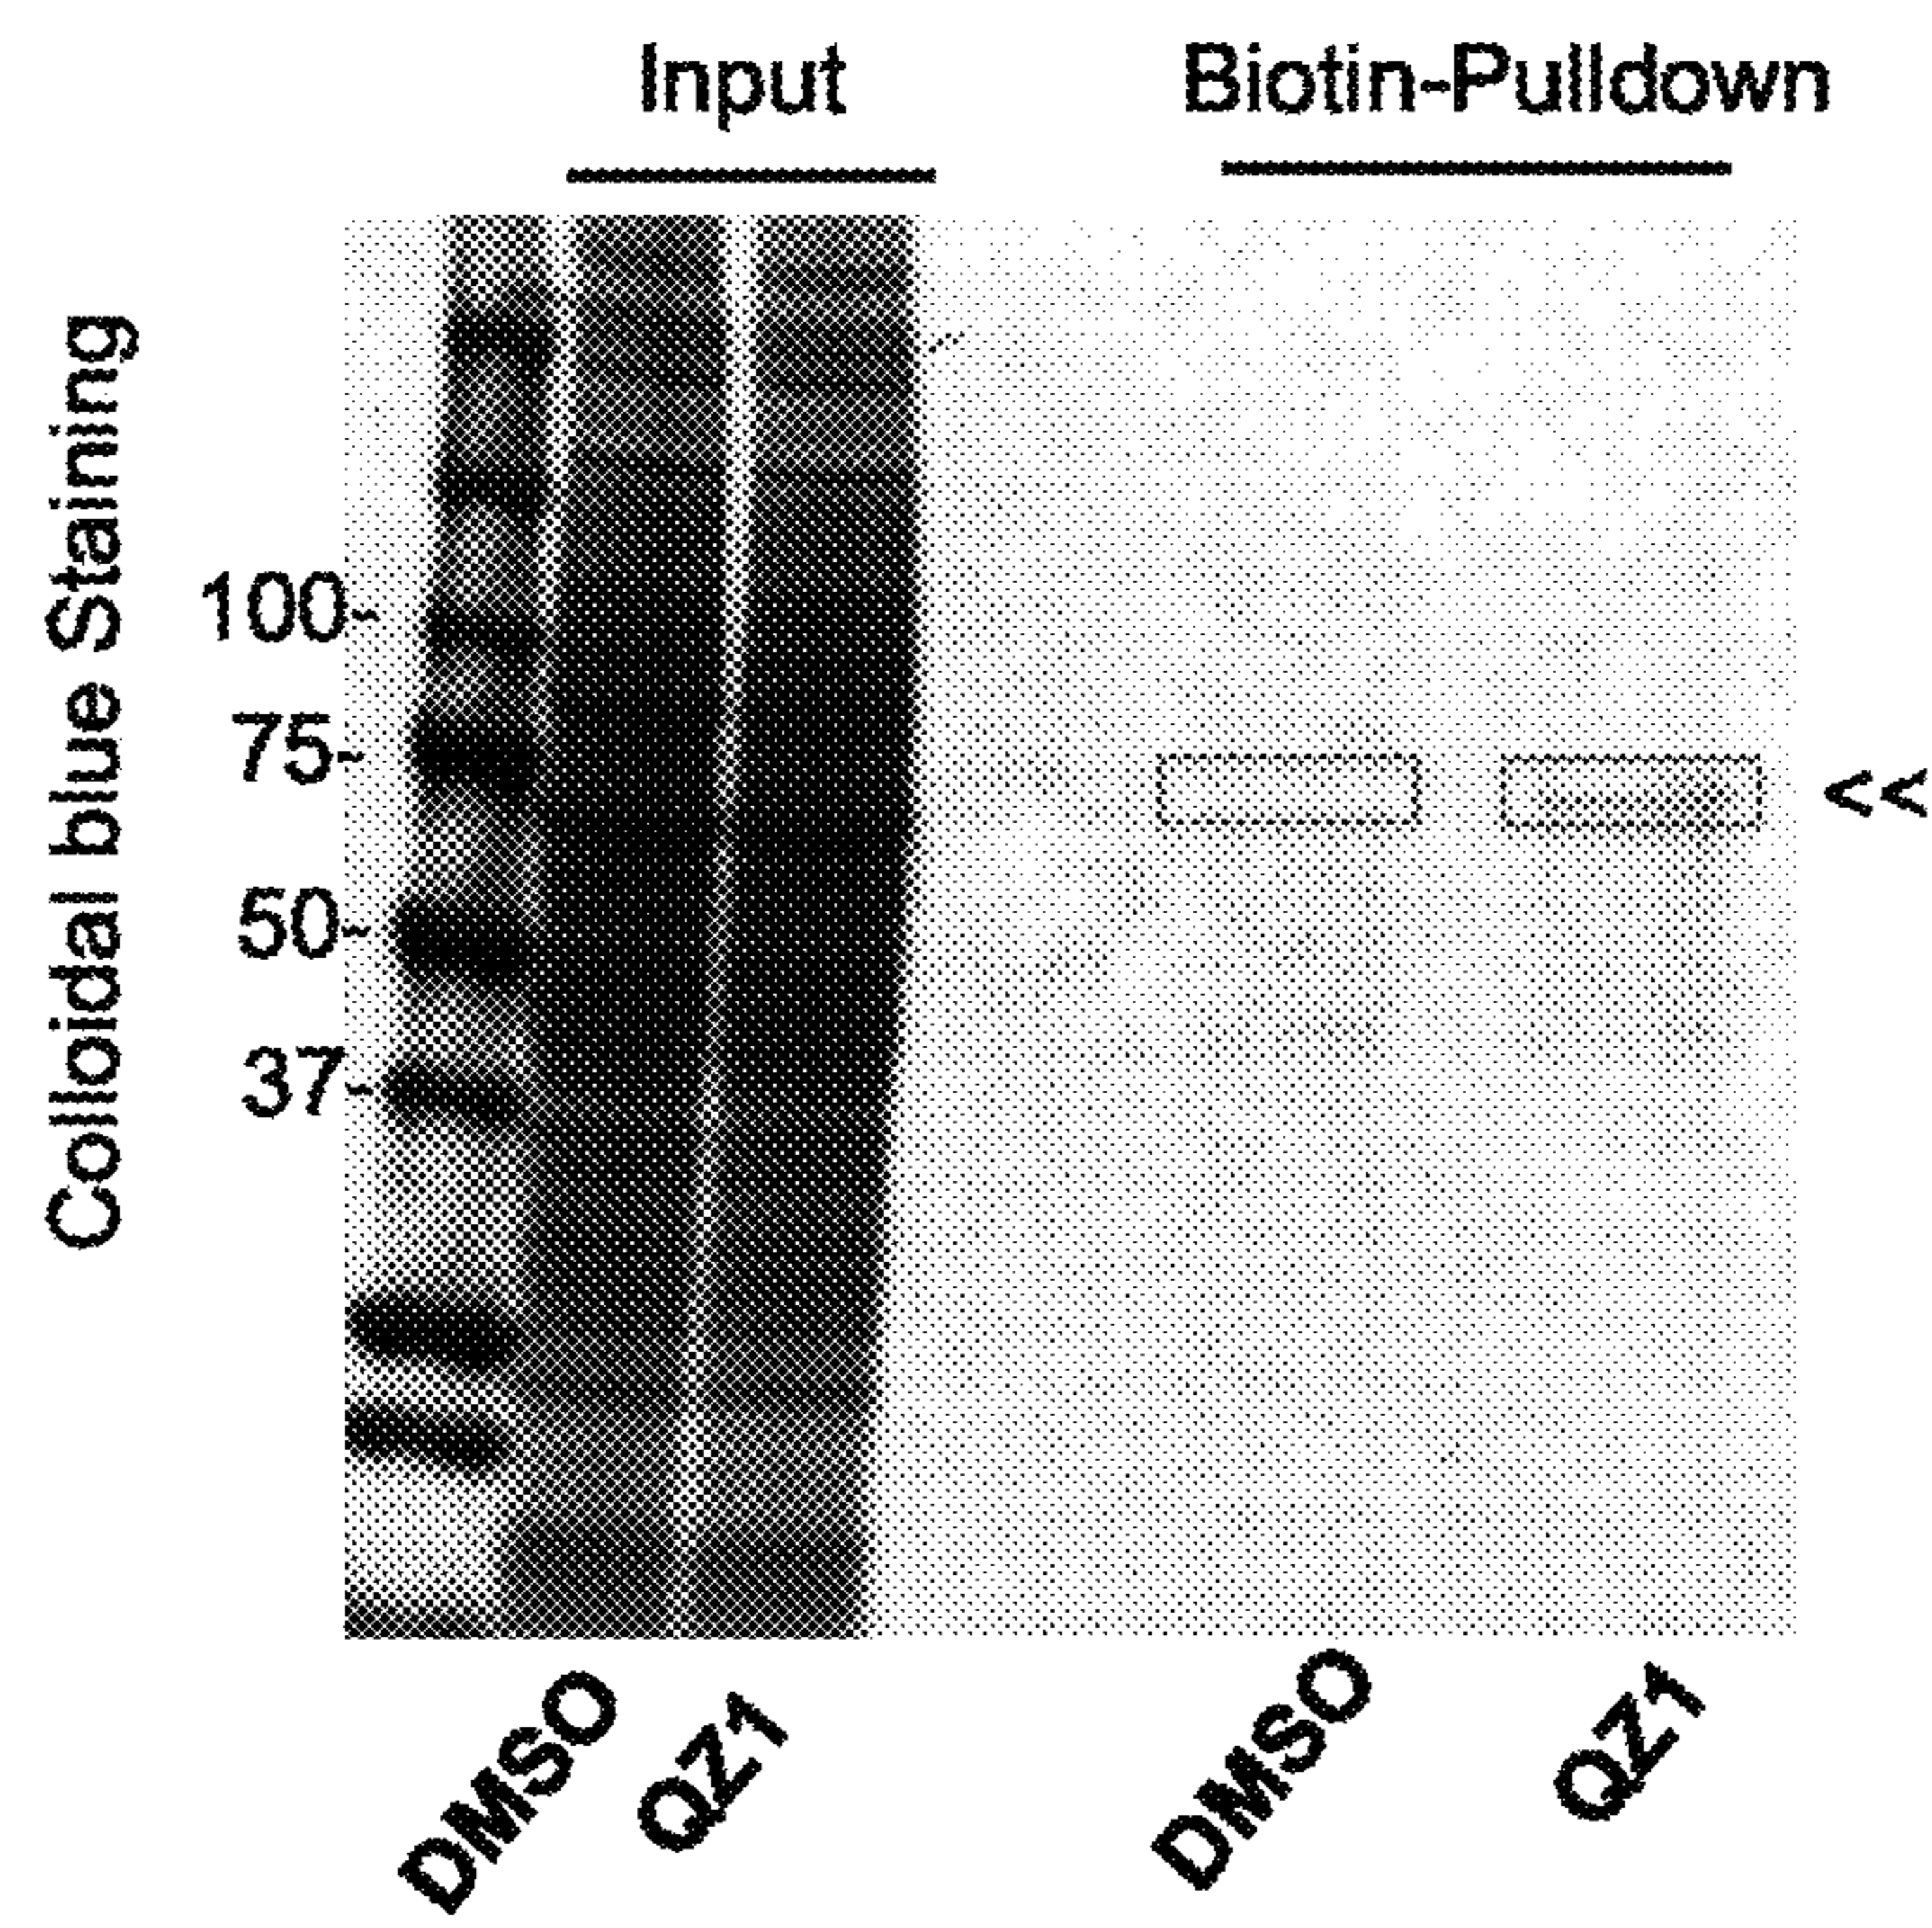 Input
Biotin-Pulldown
Colloidal blue Staining
100-
75-
<<
50-
37-
DMSO
QZ1
DMSO
QZ1